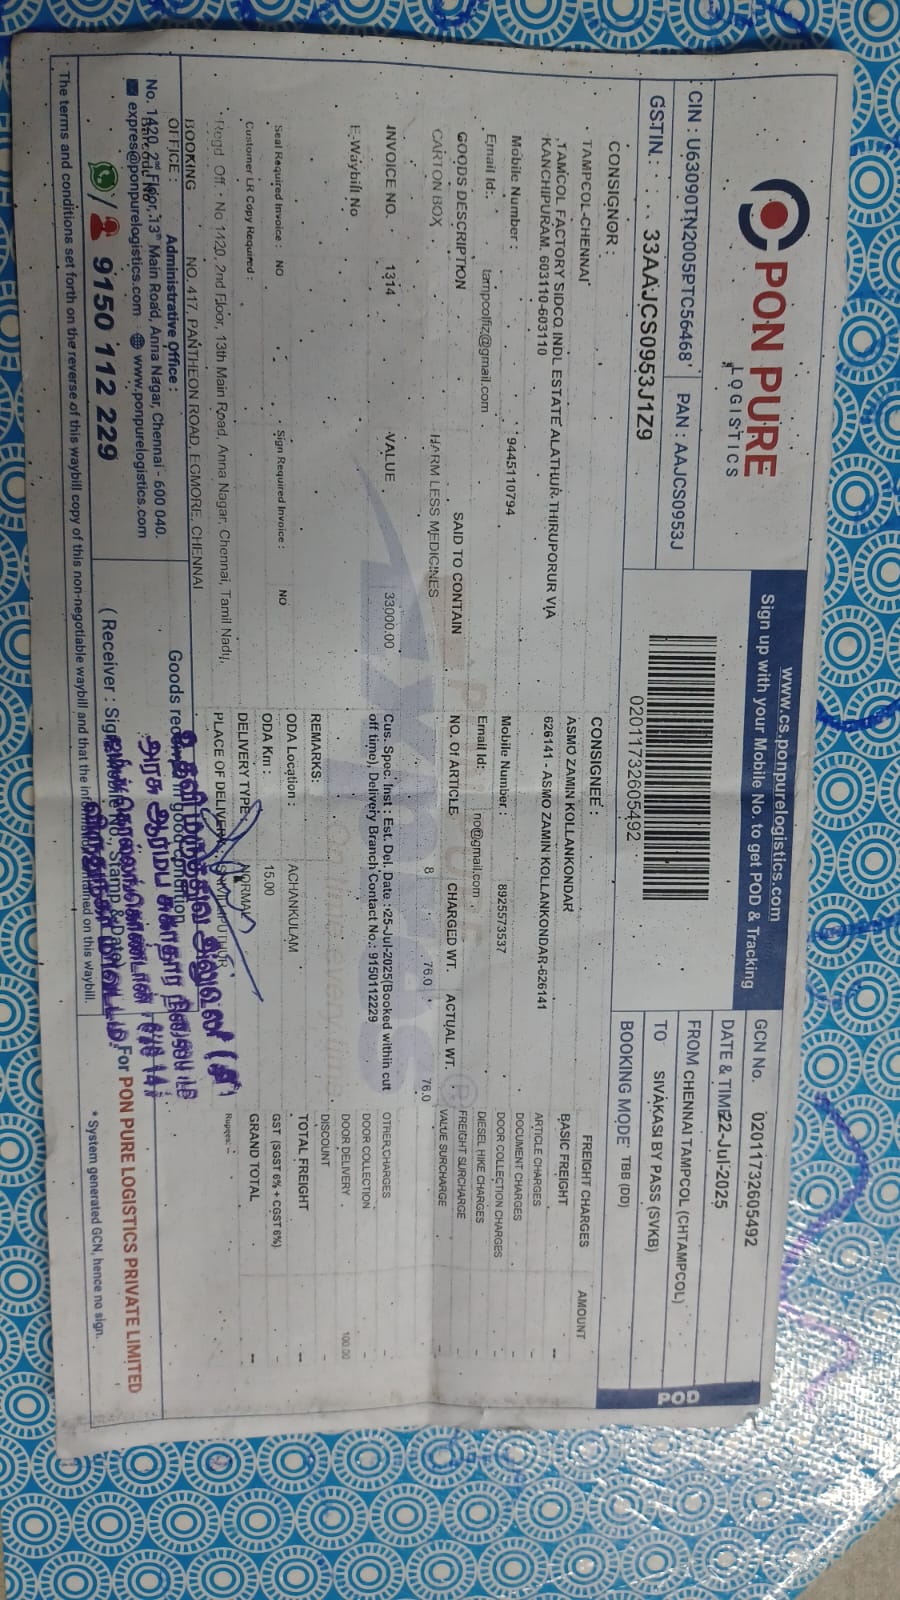 PON PURE
LOGISTICS
CIN : U63090TN2005PTC56468
PAN : AAJCS0953J
GSTIN : 33AAJCS0953J1Z9
www.cs.ponpurelogistics.com
Sign up with your Mobile No. to get POD & Tracking
02011732605492
GCN No. 02011732605492
DATE & TIME 22-Jul-2025
FROM CHENNAI TAMPCOL (CHTAMPCOL)
TO SIVAKASI BY PASS (SVKB)
BOOKING MODE TBB (DD)
POD
CONSIGNOR :
TAMPCOL-CHENNAI
TAMCOL FACTORY SIDCO INDL ESTATE ALATHUR THIRUPORUR VIA
KANCHIPURAM, 603110-603110
Mobile Number : 9445110794
Email Id: tampcolfiz@gmail.com
CONSIGNEE :
ASMO ZAMIN KOLLANKONDAR
626141 - ASMO ZAMIN KOLLANKONDAR-626141
Mobile Number : 8925573537
Email Id: no@gmail.com
GOODS DESCRIPTION SAID TO CONTAIN NO. OF ARTICLE CHARGED WT. ACTUAL WT.
CARTON BOX HARM LESS MEDICINES 8 76.0 76.0
INVOICE NO. 1314 VALUE 33000.00
E-Waybill No
Cus. Spoc. Inst : Est. Del. Date : 25-Jul-2025(Booked within cut
off time), Delivery Branch Contact No.: 9150112229
Seal Required Invoice : NO Sign Required Invoice : NO
Customer LR Copy Required :
REMARKS:
ODA Location : ACHANKULAM
ODA Km : 15.00
DELIVERY TYPE: NORMAL
PLACE OF DELIVERY
FREIGHT CHARGES AMOUNT
BASIC FREIGHT --
ARTICLE CHARGES -
DOCUMENT CHARGES -
DOOR COLLECTION CHARGES -
DIESEL HIKE CHARGES -
FREIGHT SURCHARGE -
VALUE SURCHARGE -
OTHER CHARGES -
DOOR COLLECTION
DOOR DELIVERY 100.00
DISCOUNT -
TOTAL FREIGHT --
GST (SGST 6% + CGST 6%) -
GRAND TOTAL --
Rupees: -
Regd Off : No 1420, 2nd Floor, 13th Main Road, Anna Nagar, Chennai, Tamil Nadu,
BOOKING OFFICE : NO. 417, PANTHEON ROAD, EGMORE, CHENNAI
Administrative Office :
No. 1420, 2nd Floor, 13th Main Road, Anna Nagar, Chennai - 600 040.
expres@ponpurelogistics.com www.ponpurelogistics.com
9150 112 229
Goods received in good condition
( Receiver : Sign
For PON PURE LOGISTICS PRIVATE LIMITED
* System generated GCN, hence no sign.
The terms and conditions set forth on the reverse of this waybill copy of this non-negotiable waybill and that the information contained on this waybill.